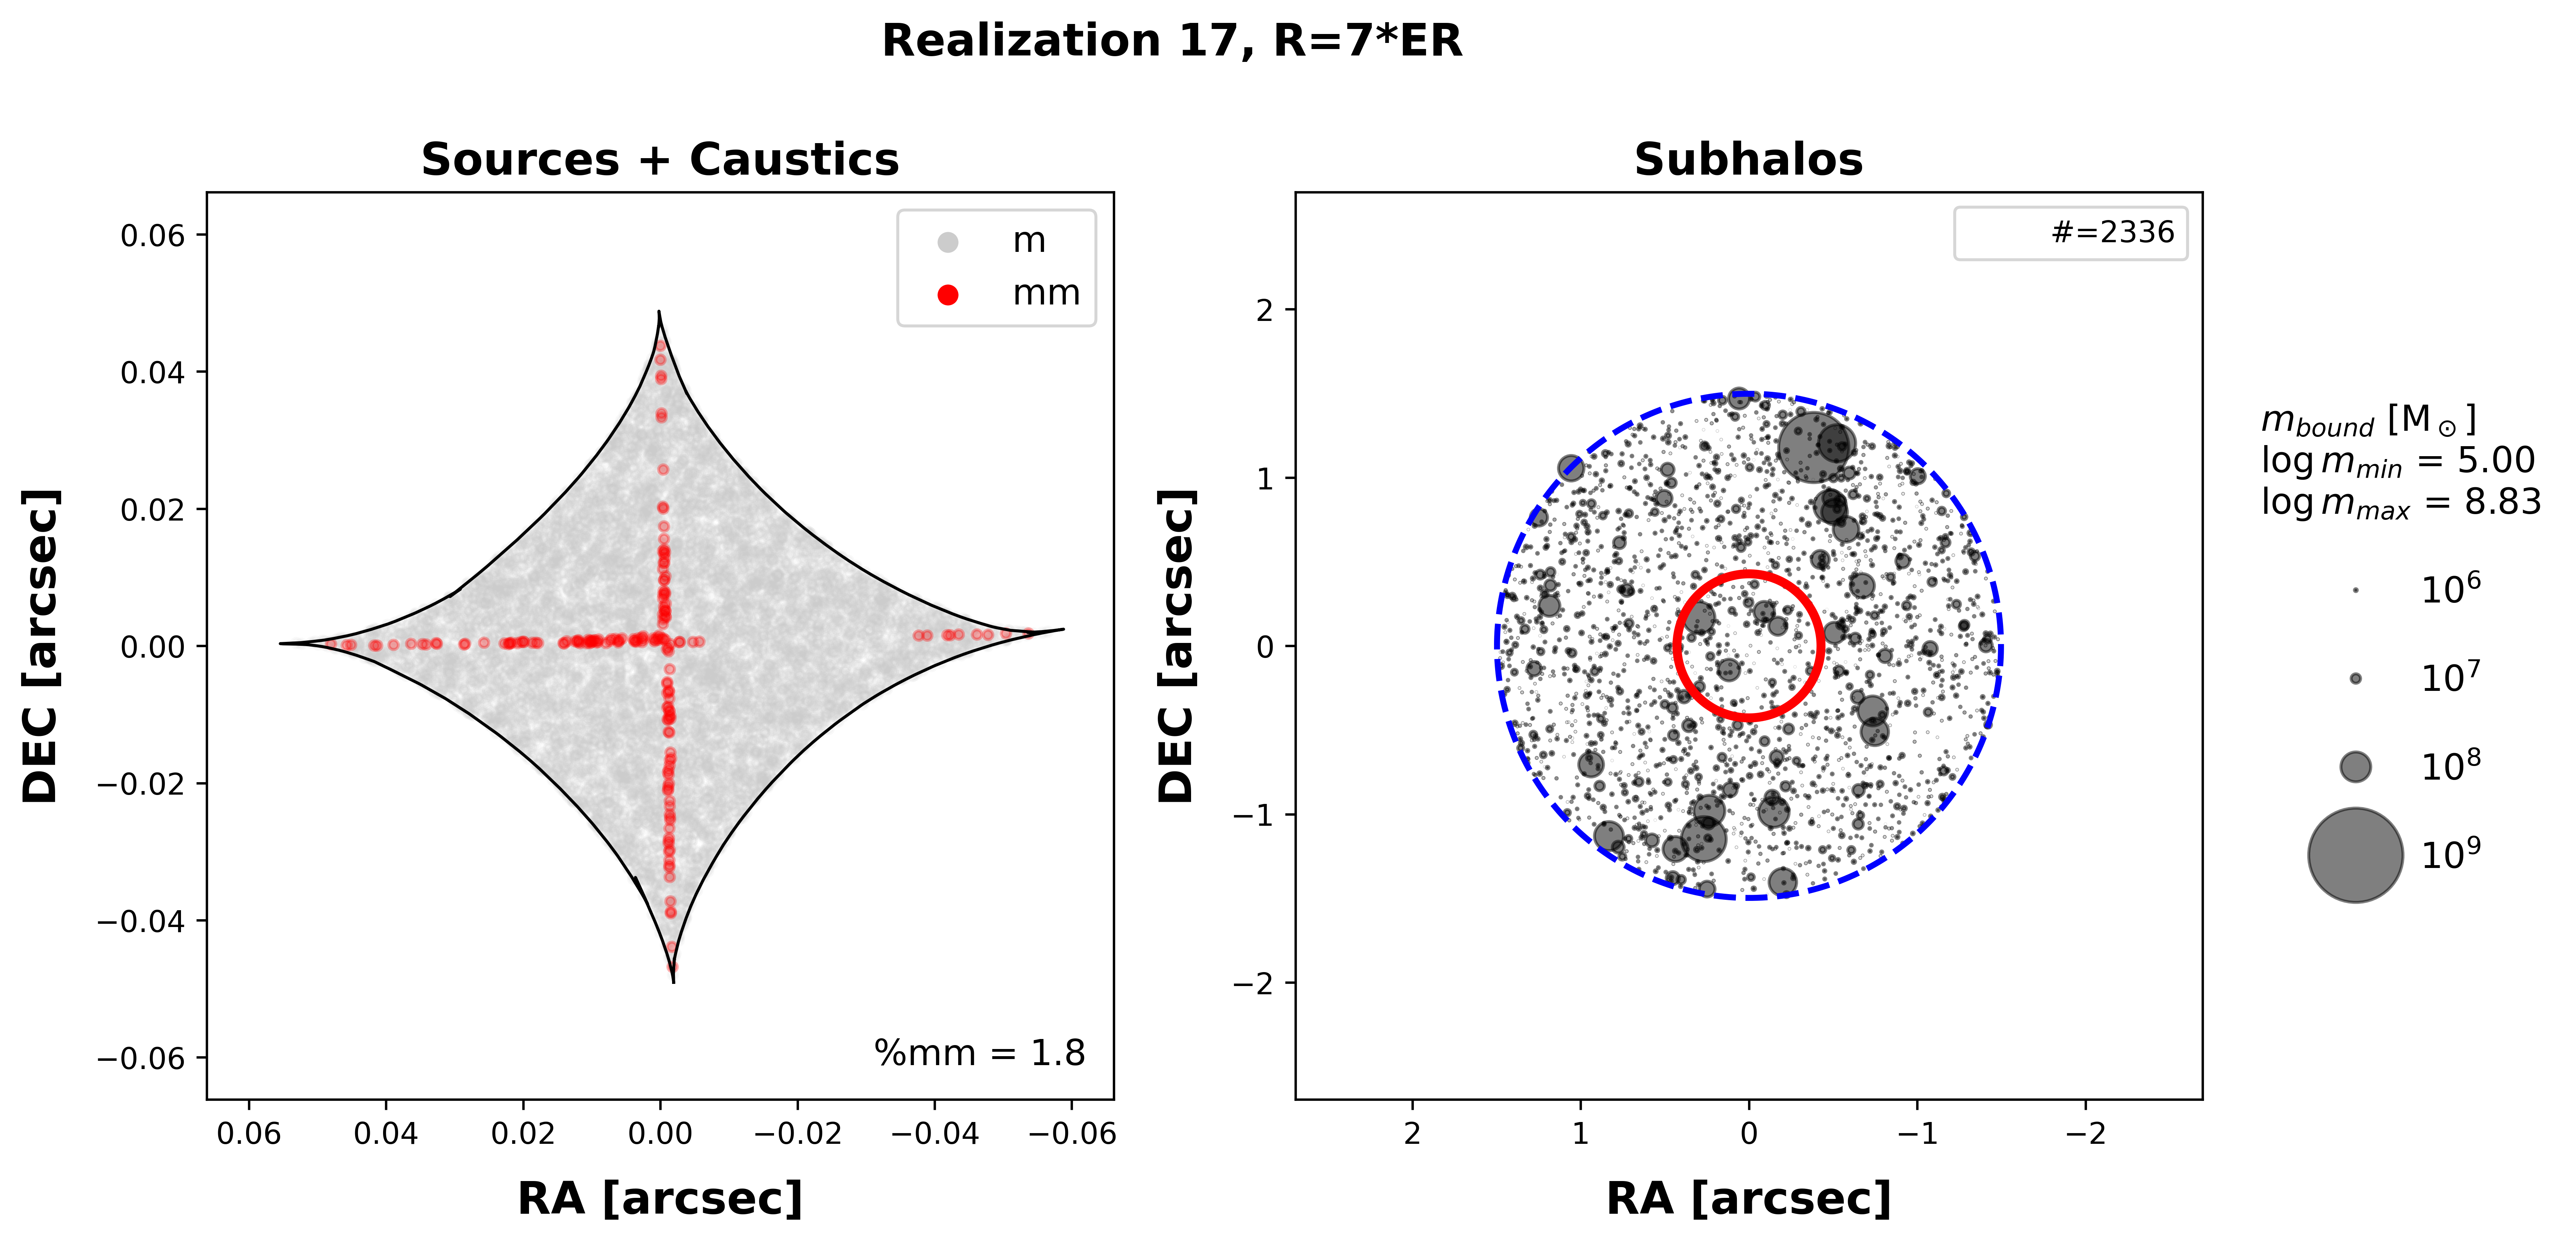 Realization 17, R=7*ER
Sources + Caustics
m
mm
%mm = 1.8
0.06
0.04
0.02
0.00
−0.02
−0.04
−0.06
0.06
0.04
0.02
0.00
−0.02
−0.04
−0.06
DEC [arcsec]
RA [arcsec]
Subhalos
#=2336
2
1
0
−1
−2
2
1
0
−1
−2
DEC [arcsec]
RA [arcsec]
m_bound [M_⊙]
log m_min = 5.00
log m_max = 8.83
10^6
10^7
10^8
10^9